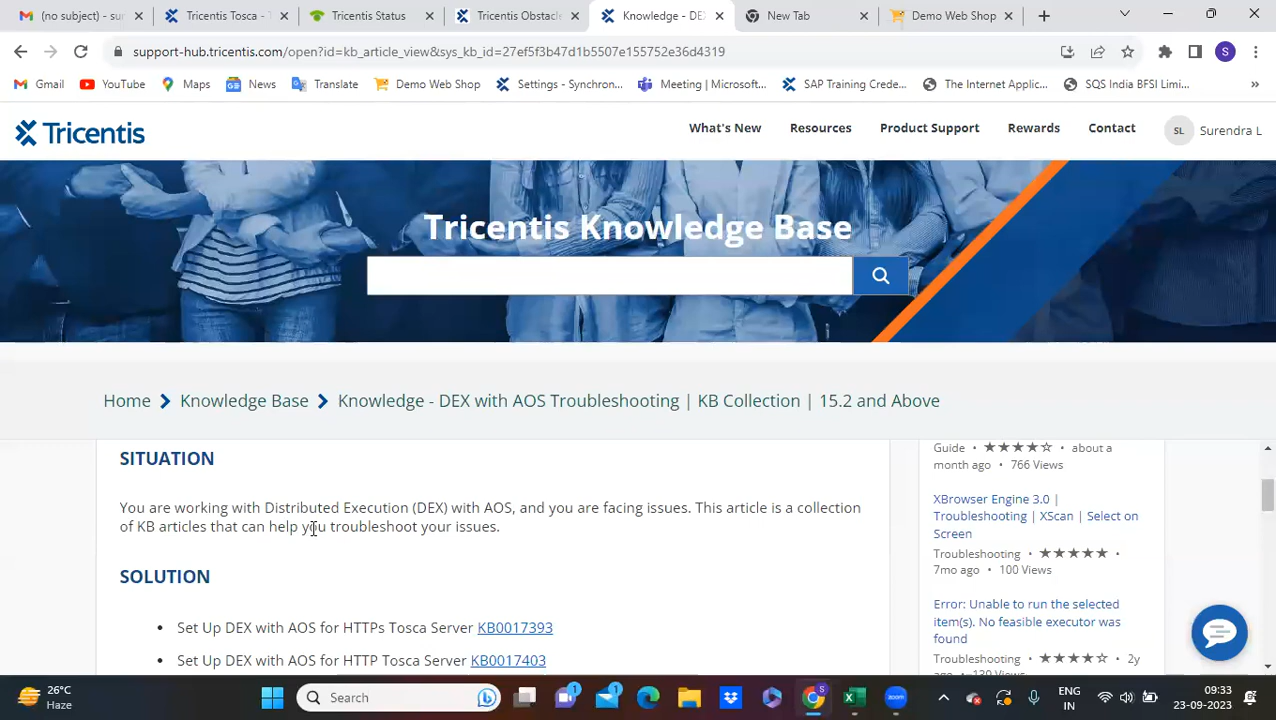 (no subject) - sur
Tricentis Tosca - T
Tricentis Status
Tricentis Obstacle
Knowledge - DEX
New Tab
Demo Web Shop
support-hub.tricentis.com/open?id=kb_article_view&sys_kb_id=27ef5f3b47d1b5507e155752e36d4319
S
Gmail
YouTube
Maps
News
Translate
Demo Web Shop
Settings - Synchron...
Meeting | Microsoft...
SAP Training Crede...
The Internet Applic...
SQS India BFSI Limi...
Tricentis
What's New
Resources
Product Support
Rewards
Contact
SL
Surendra L
Tricentis Knowledge Base
Home
Knowledge Base
Knowledge - DEX with AOS Troubleshooting | KB Collection | 15.2 and Above
SITUATION
You are working with Distributed Execution (DEX) with AOS, and you are facing issues. This article is a collection
of KB articles that can help you troubleshoot your issues.
SOLUTION
• Set Up DEX with AOS for HTTPs Tosca Server KB0017393
• Set Up DEX with AOS for HTTP Tosca Server KB0017403
Guide • ★★★★☆ • about a
month ago • 766 Views
XBrowser Engine 3.0 |
Troubleshooting | XScan | Select on
Screen
Troubleshooting • ★★★★★ •
7mo ago • 100 Views
Error: Unable to run the selected
item(s). No feasible executor was
found
Troubleshooting • ★★★★☆ • 2y
26°C
Haze
Search
ENG
IN
09:33
23-09-2023